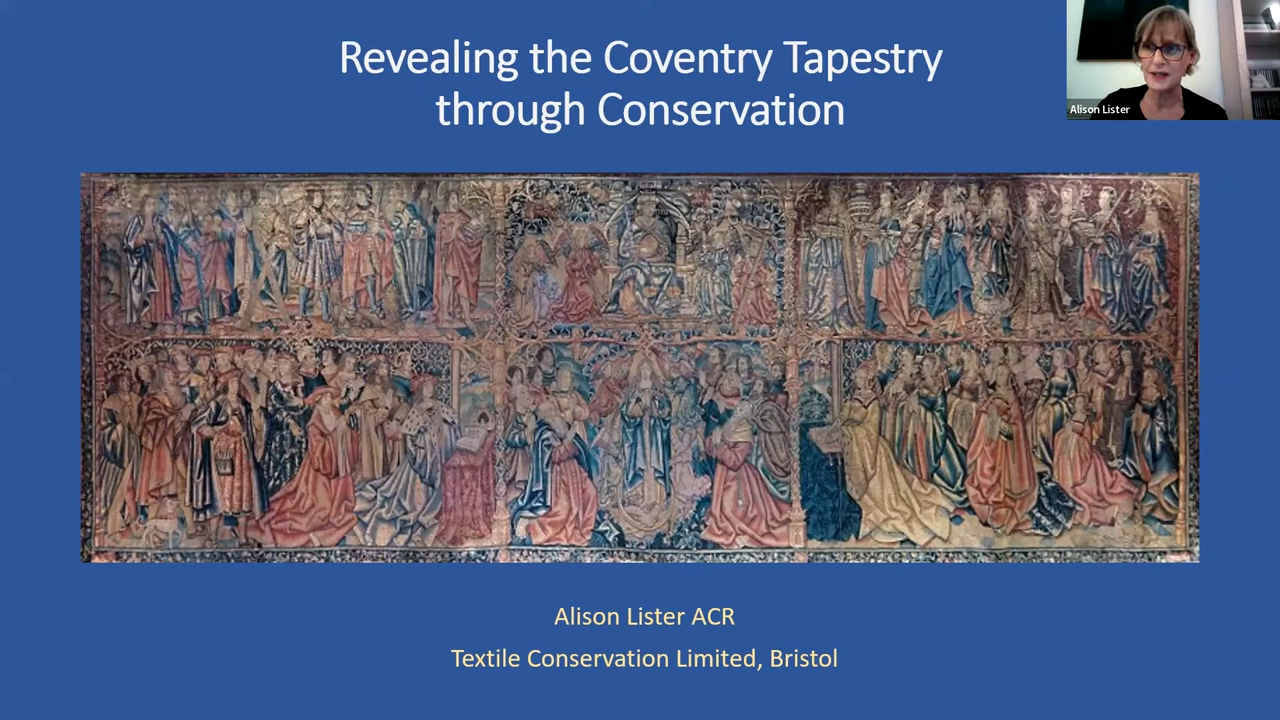 Revealing the Coventry Tapestry
through Conservation
Alison Lister
Alison Lister ACR
Textile Conservation Limited, Bristol